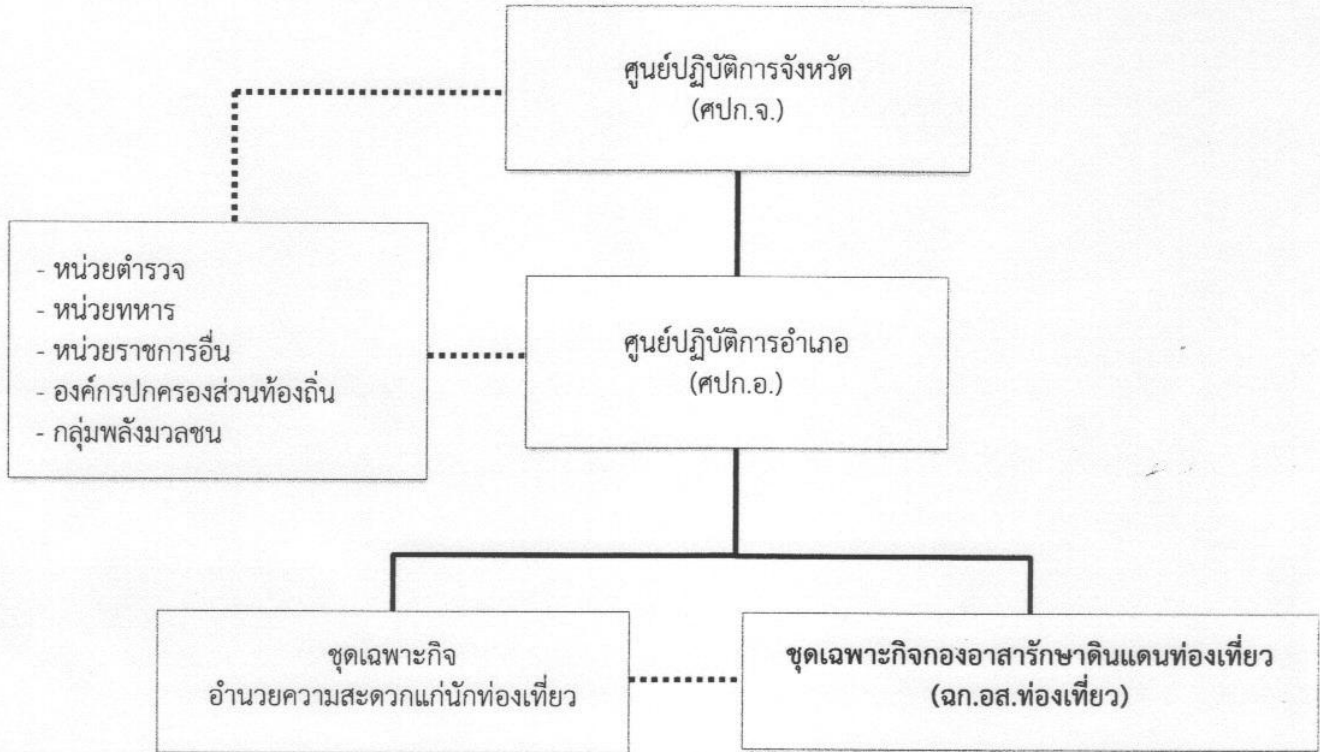 ศูนย์ปฏิบัติการจังหวัด
(ศปก.จ.)
- หน่วยตำรวจ
- หน่วยทหาร
- หน่วยราชการอื่น
- องค์กรปกครองส่วนท้องถิ่น
- กลุ่มพลังมวลชน
ศูนย์ปฏิบัติการอำเภอ
(ศปก.อ.)
ชุดเฉพาะกิจ
อำนวยความสะดวกแก่นักท่องเที่ยว
ชุดเฉพาะกิจกองอาสารักษาดินแดนท่องเที่ยว
(ฉก.อส.ท่องเที่ยว)